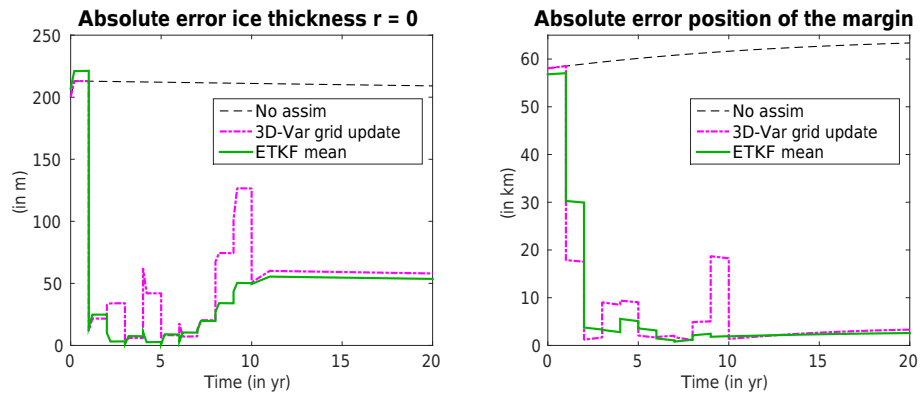 Absolute error ice thickness r = 0
250
200
150
100
50
0
(in m)
No assim
3D-Var grid update
ETKF mean
0 5 10 15 20
Time (in yr)
Absolute error position of the margin
60
50
40
30
20
10
0
(in km)
No assim
3D-Var grid update
ETKF mean
0 5 10 15 20
Time (in yr)